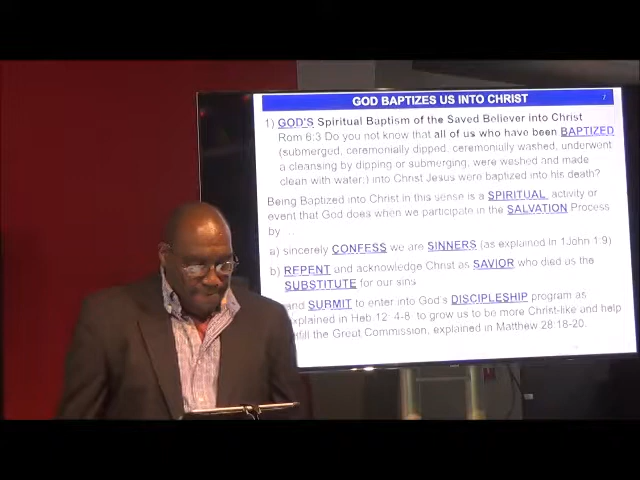 GOD BAPTIZES US INTO CHRIST 7
1) GOD'S Spiritual Baptism of the Saved Believer into Christ
Rom 6:3 Do you not know that all of us who have been BAPTIZED
(submerged, ceremonially dipped, ceremonially washed, underwent
a cleansing by dipping or submerging, were washed and made
clean with water,) into Christ Jesus were baptized into his death?
Being Baptized into Christ in this sense is a SPIRITUAL activity or
event that God does when we participate in the SALVATION Process
by ...
a) sincerely CONFESS we are SINNERS (as explained in 1John 1:9)
b) REPENT and acknowledge Christ as SAVIOR who died us the
SUBSTITUTE for our sins
and SUBMIT to enter into God's DISCIPLESHIP program as
explained in Heb 12: 4-8 to grow us to be more Christ-like and help
the Great Commission, explained in Matthew 28:18-20.